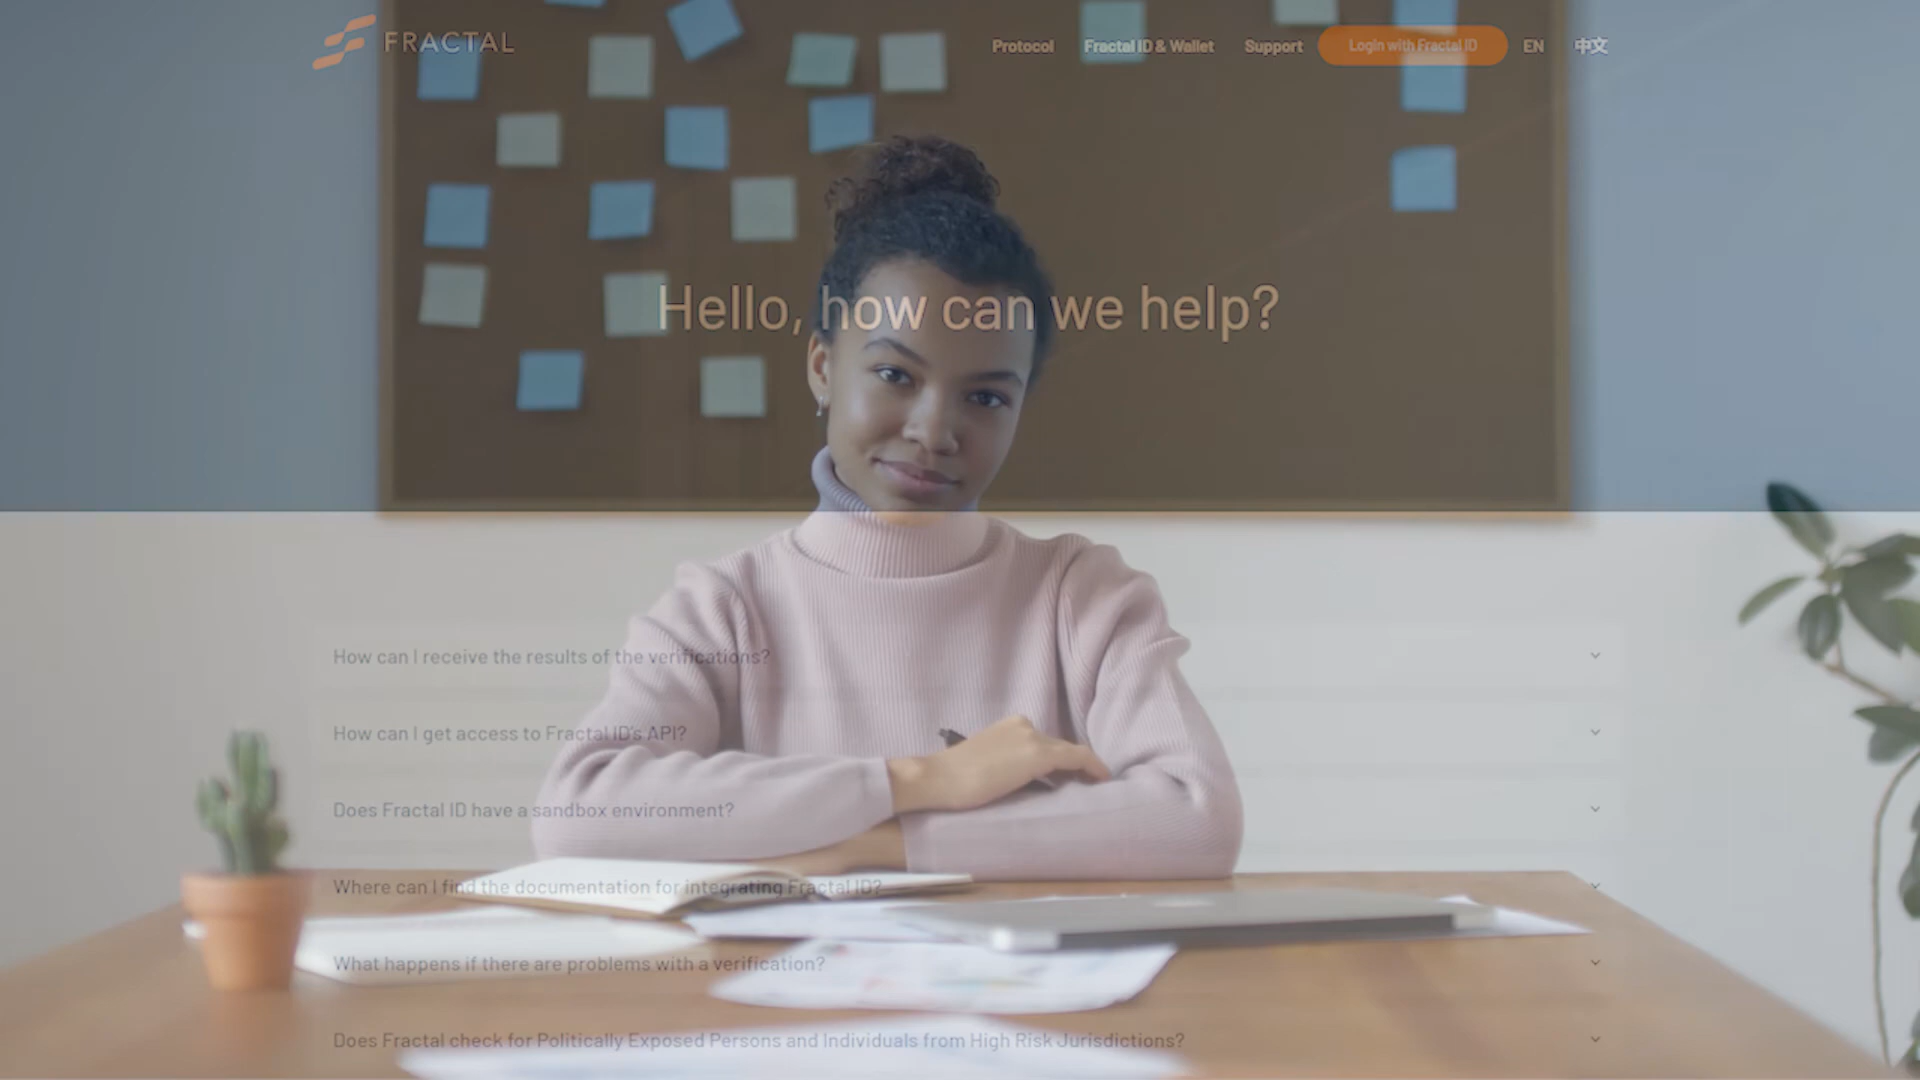 FRACTAL
Protocol
Fractal ID & Wallet
Support
Login with Fractal ID
EN
中文
Hello, how can we help?
How can I receive the results of the verifications?
How can I get access to Fractal ID's API?
Does Fractal ID have a sandbox environment?
Where can I find the documentation for integrating Fractal ID?
What happens if there are problems with a verification?
Does Fractal check for Politically Exposed Persons and Individuals from High Risk Jurisdictions?